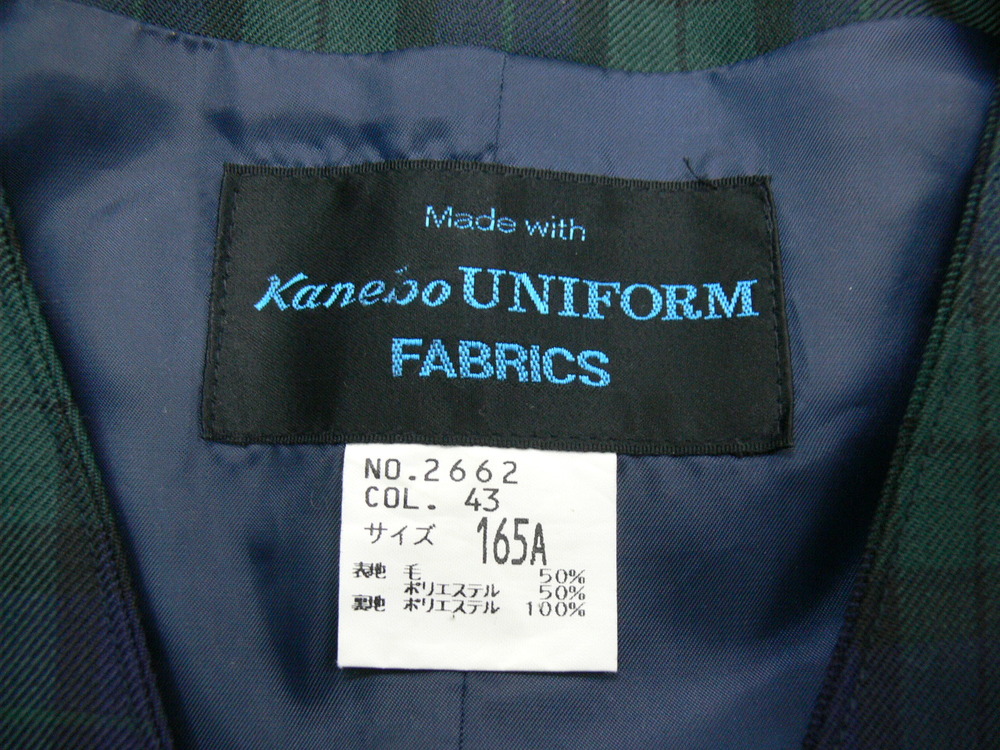 Made with
Kanebo UNIFORM
FABRICS
NO.2662
COL. 43
サイズ 165A
表地 毛 50%
ポリエステル 50%
裏地 ポリエステル 100%